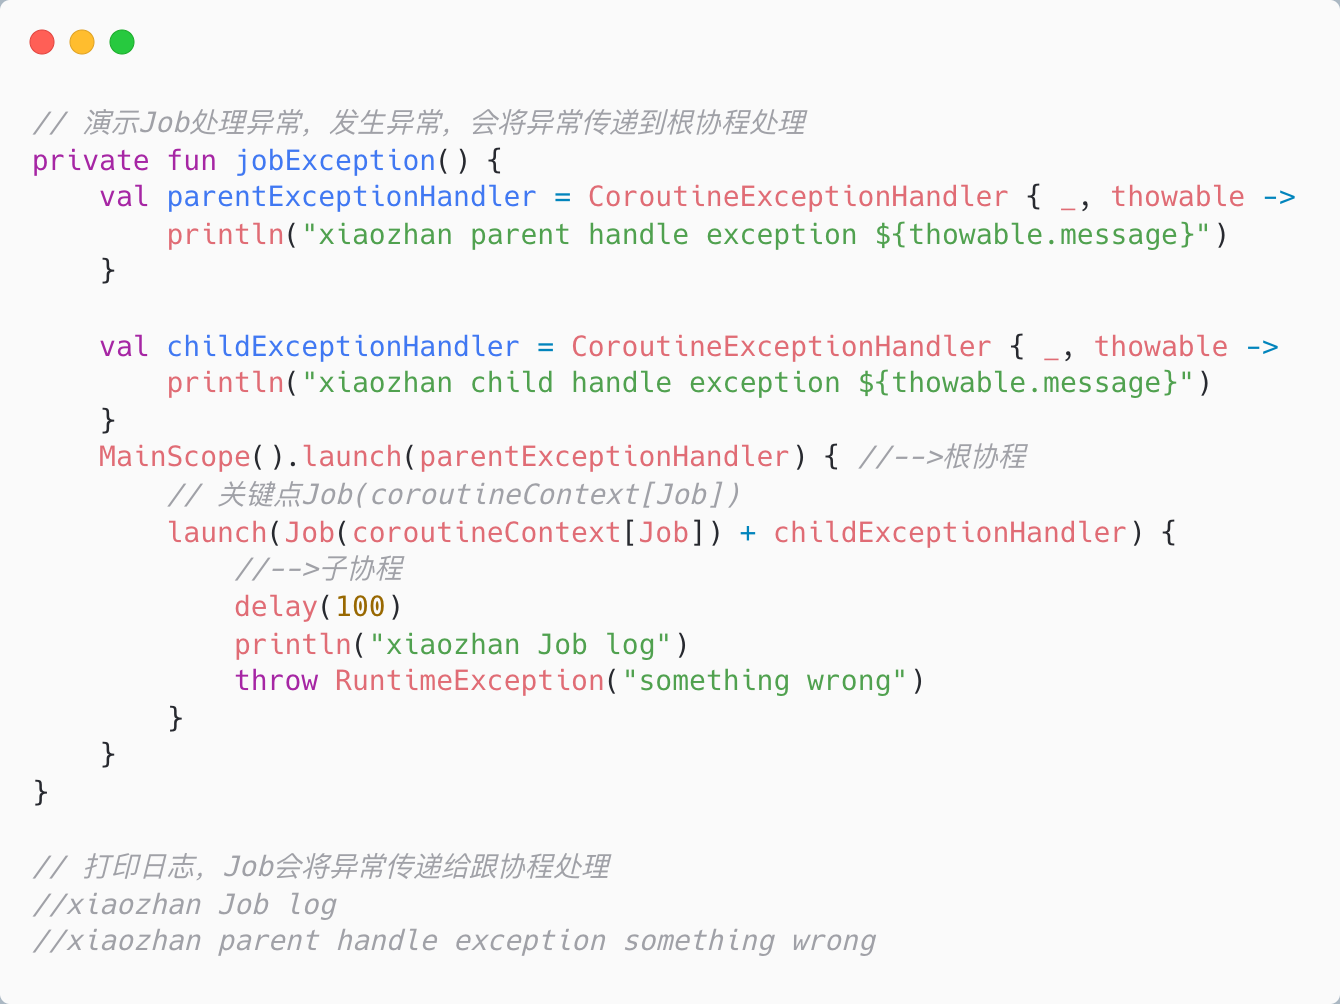 // 演示Job处理异常，发生异常，会将异常传递到根协程处理
private fun jobException() {
    val parentExceptionHandler = CoroutineExceptionHandler { _, thowable ->
        println("xiaozhan parent handle exception ${thowable.message}")
    }

    val childExceptionHandler = CoroutineExceptionHandler { _, thowable ->
        println("xiaozhan child handle exception ${thowable.message}")
    }
    MainScope().launch(parentExceptionHandler) { //-->根协程
        // 关键点Job(coroutineContext[Job])
        launch(Job(coroutineContext[Job]) + childExceptionHandler) {
            //-->子协程
            delay(100)
            println("xiaozhan Job log")
            throw RuntimeException("something wrong")
        }
    }
}

// 打印日志，Job会将异常传递给跟协程处理
//xiaozhan Job log
//xiaozhan parent handle exception something wrong